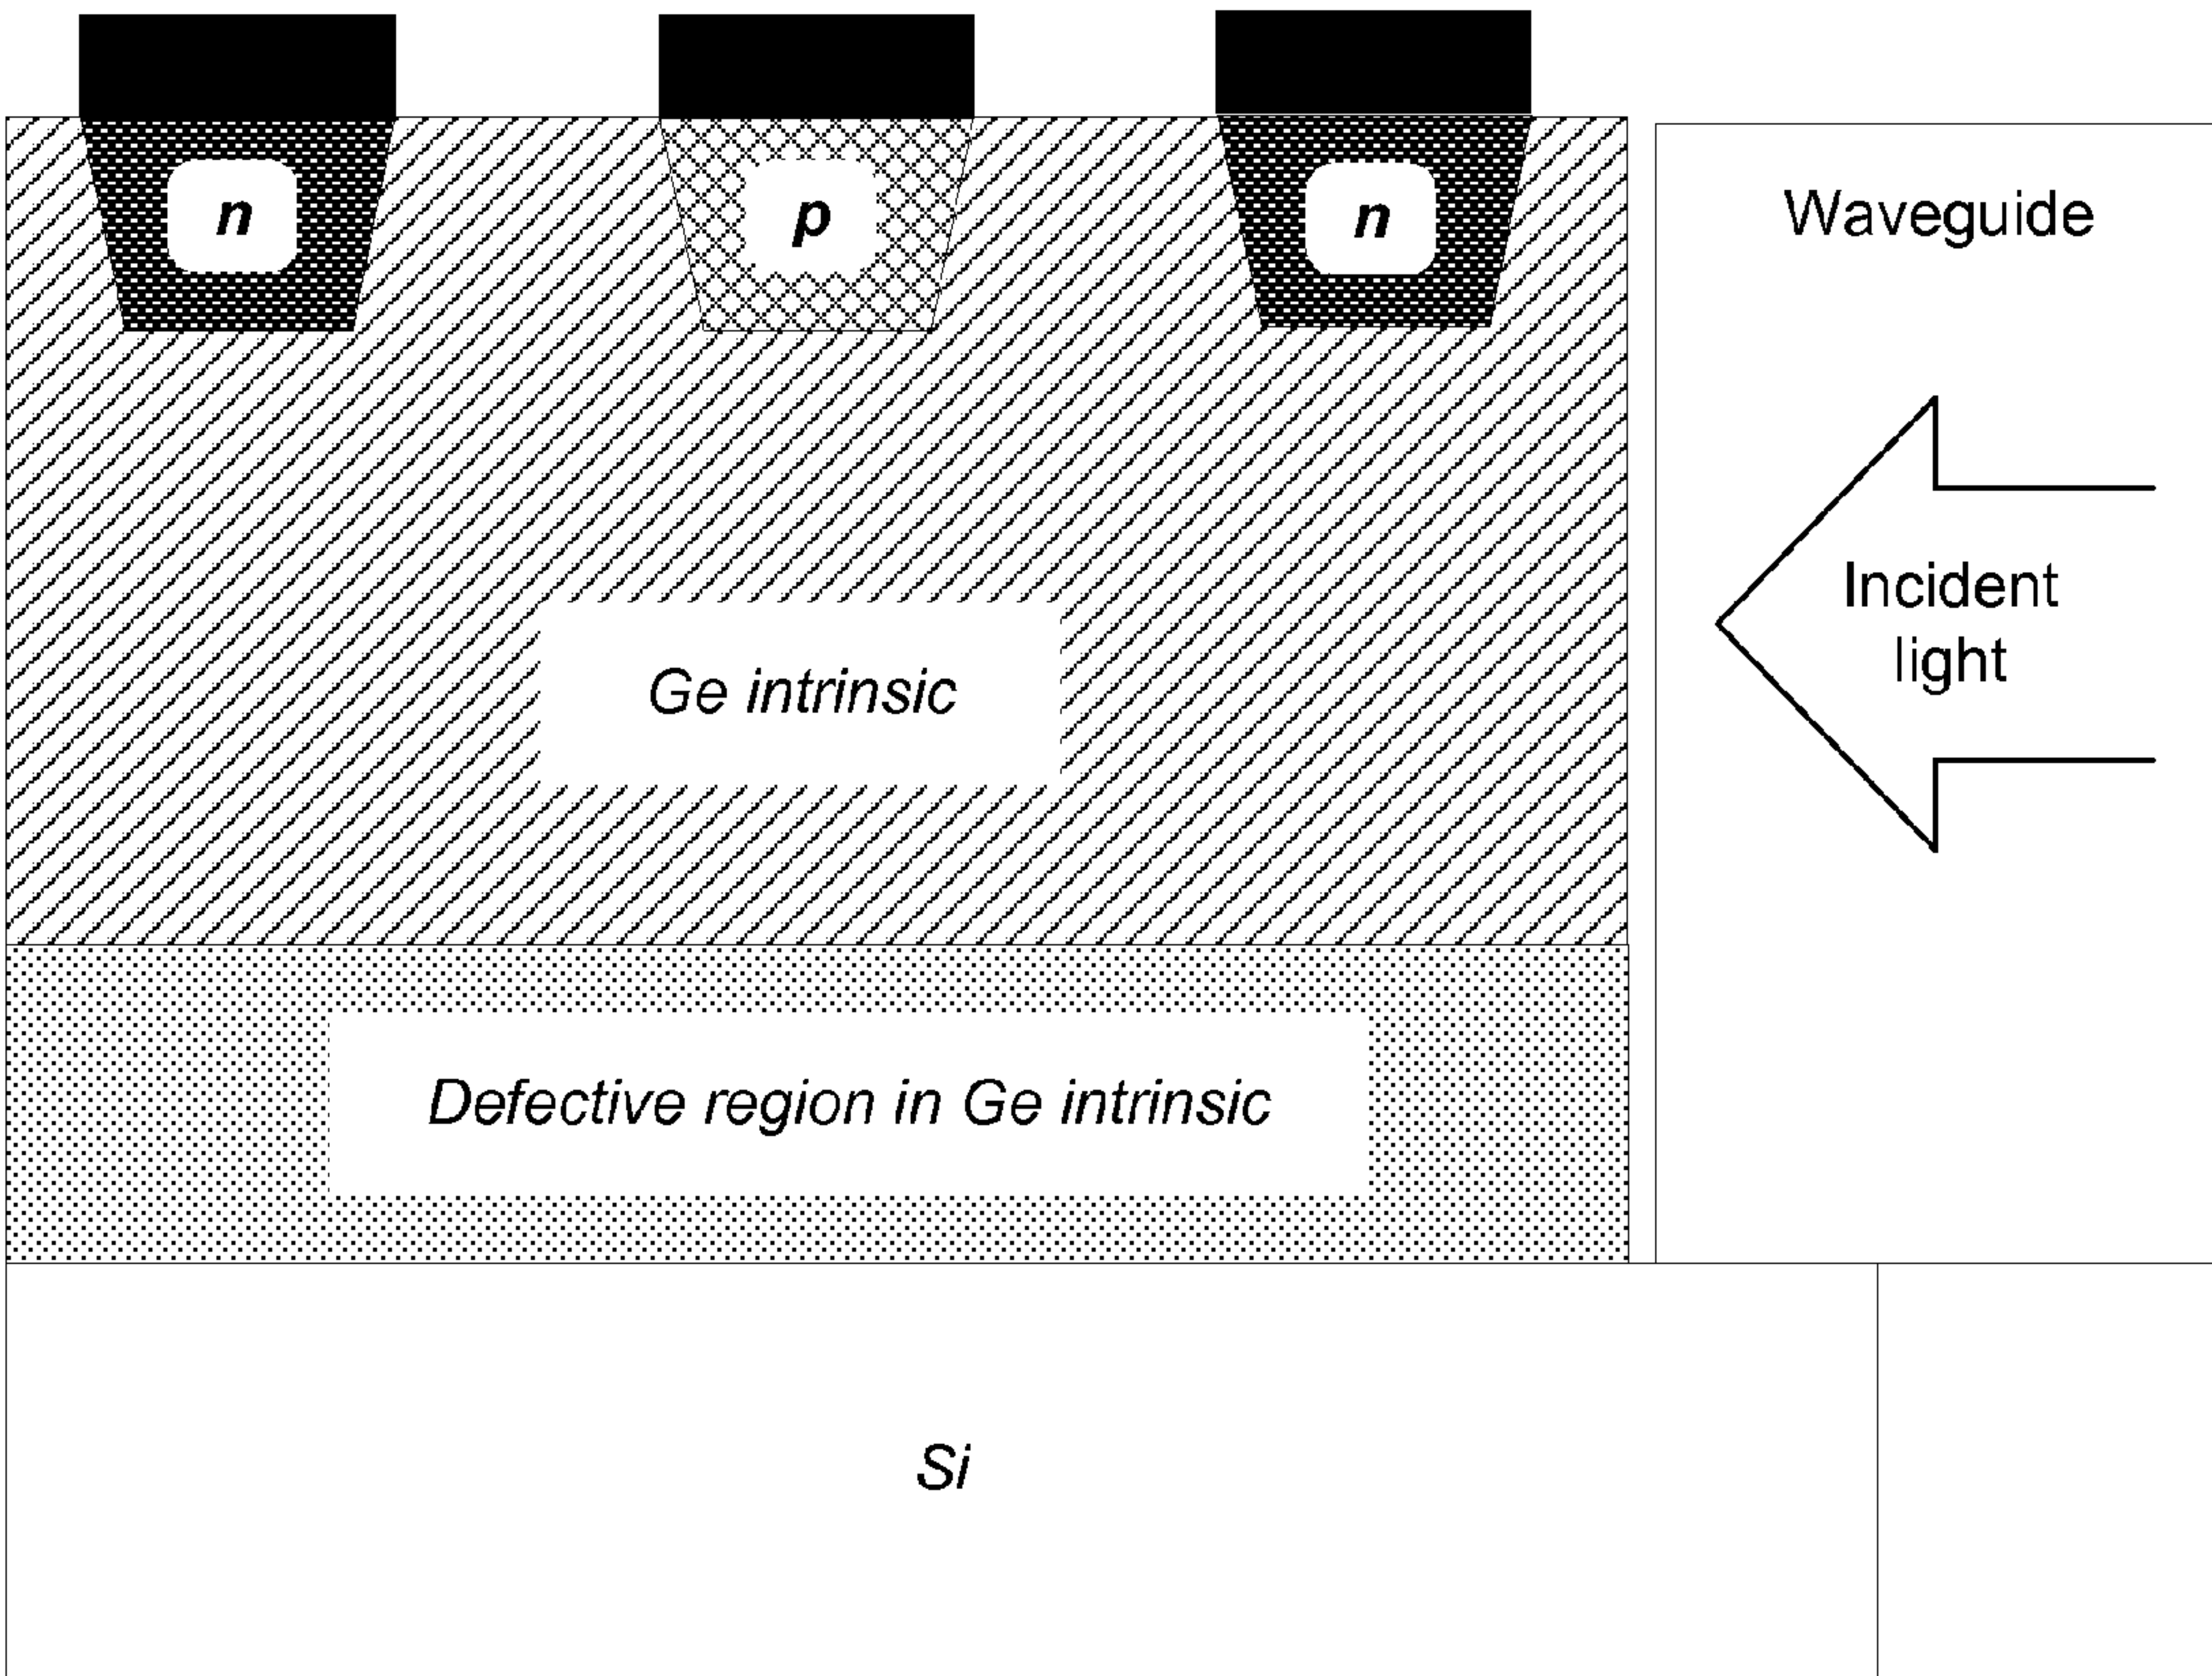 n
p
n
Waveguide
Incident
light
Ge intrinsic
Defective region in Ge intrinsic
Si